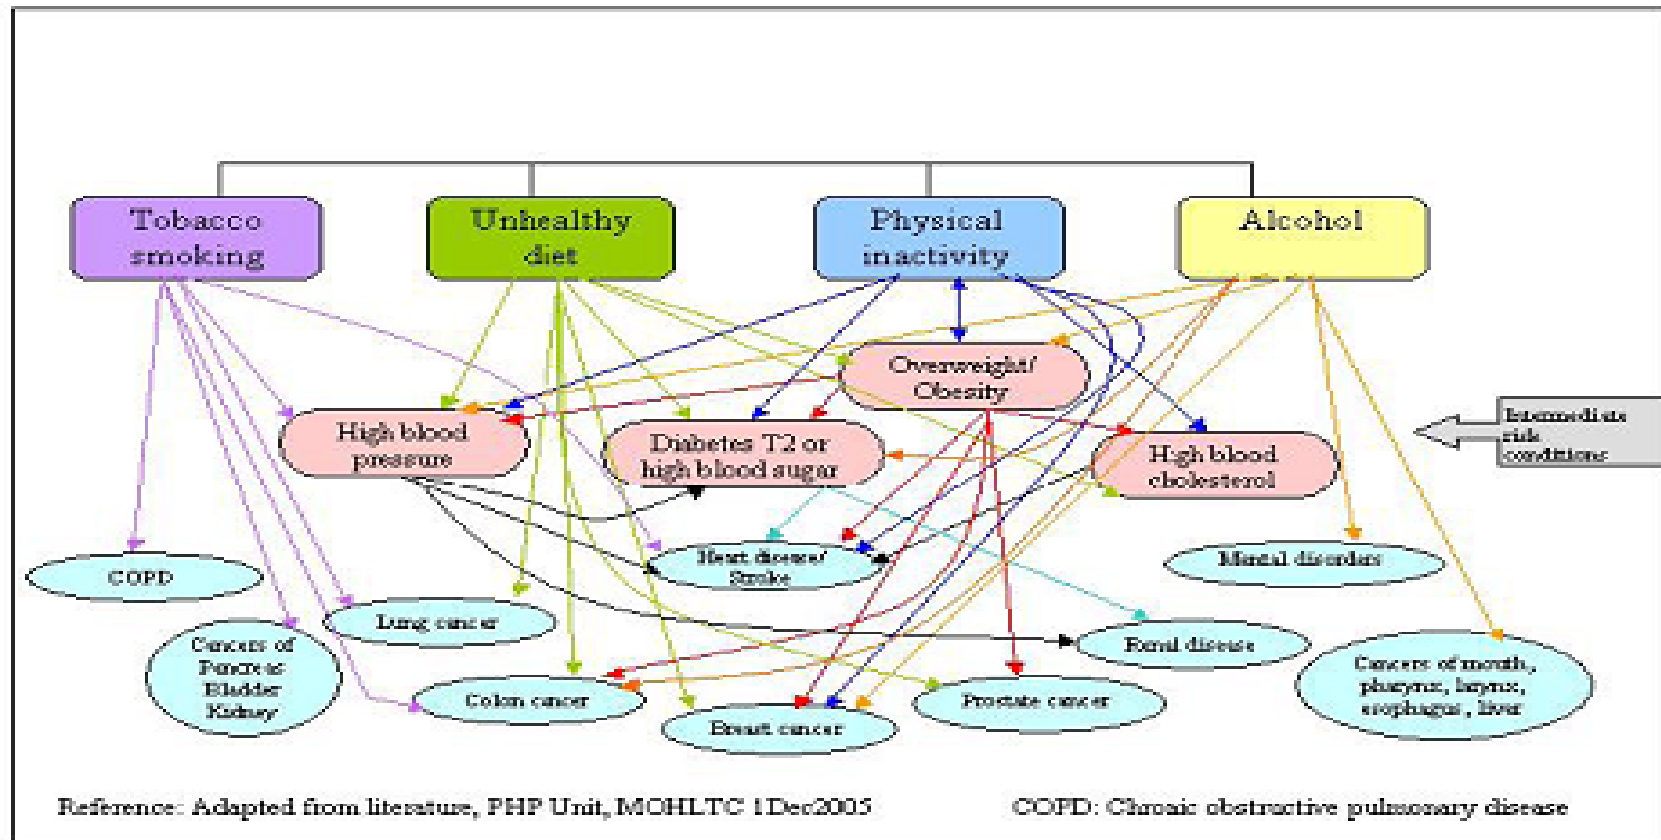 Tobacco
smoking
Unhealthy
diet
Physical
inactivity
Alcohol
Overweight/
Obesity
High blood
pressure
Diabetes T2 or
high blood sugar
High blood
cholesterol
Intermediate
risk
conditions
COPD
Heart disease/
Stroke
Mental disorders
Lung cancer
Cancers of
Pancreas
Bladder
Kidney
Renal disease
Cancers of mouth,
pharynx, larynx,
esophagus, liver
Colon cancer
Prostate cancer
Breast cancer
Reference: Adapted from literature, PHP Unit, MOHLTC 1Dec2005
COPD: Chronic obstructive pulmonary disease